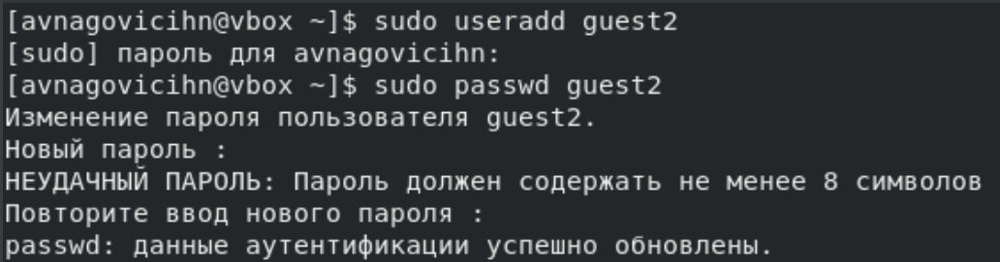 [avnagovicihn@vbox ~]$ sudo useradd guest2
[sudo] пароль для avnagovicihn:
[avnagovicihn@vbox ~]$ sudo passwd guest2
Изменение пароля пользователя guest2.
Новый пароль :
НЕУДАЧНЫЙ ПАРОЛЬ: Пароль должен содержать не менее 8 символов
Повторите ввод нового пароля :
passwd: данные аутентификации успешно обновлены.